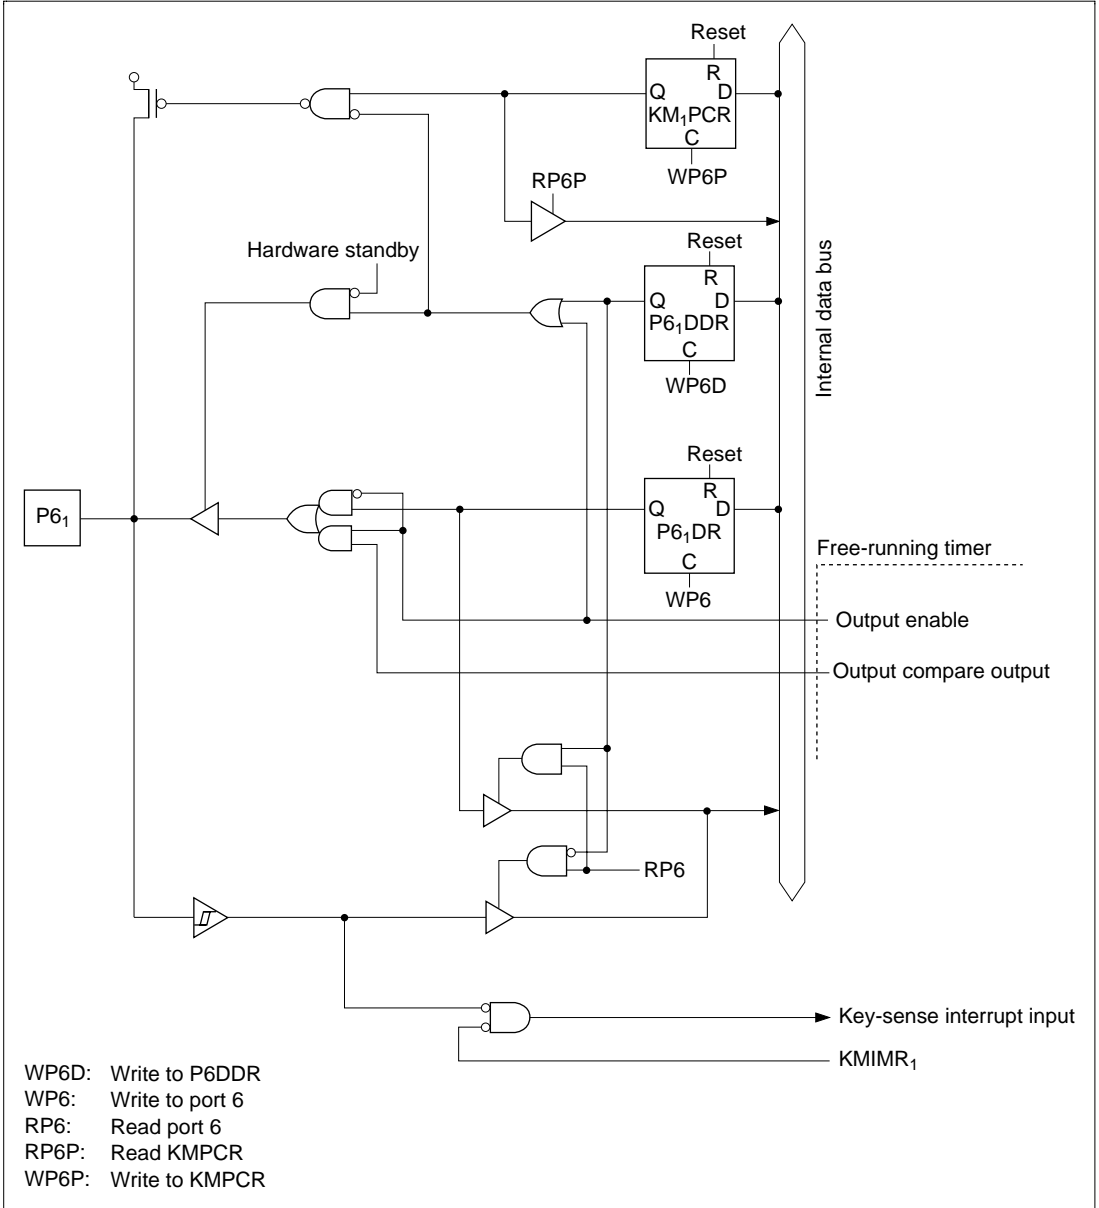 Reset
R
Q D
KM₁PCR
C
WP6P
RP6P
Hardware standby
Reset
R
Q D
P6₁DDR
C
WP6D
Internal data bus
Reset
R
Q D
P6₁DR
C
WP6
P6₁
Free-running timer
Output enable
Output compare output
RP6
Key-sense interrupt input
KMIMR₁
WP6D: Write to P6DDR
WP6: Write to port 6
RP6: Read port 6
RP6P: Read KMPCR
WP6P: Write to KMPCR